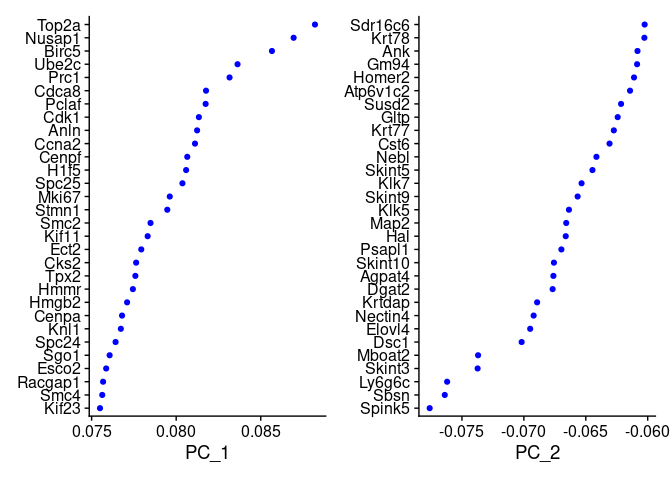 Top2a
Nusap1
Birc5
Ube2c
Prc1
Cdca8
Pclaf
Cdk1
Anln
Ccna2
Cenpf
H1f5
Spc25
Mki67
Stmn1
Smc2
Kif11
Ect2
Cks2
Tpx2
Hmmr
Hmgb2
Cenpa
Knl1
Spc24
Sgo1
Esco2
Racgap1
Smc4
Kif23
0.075 0.080 0.085
PC_1
Sdr16c6
Krt78
Ank
Gm94
Homer2
Atp6v1c2
Susd2
Gltp
Krt77
Cst6
Nebl
Skint5
Klk7
Skint9
Klk5
Map2
Hal
Psapl1
Skint10
Agpat4
Dgat2
Krtdap
Nectin4
Elovl4
Dsc1
Mboat2
Skint3
Ly6g6c
Sbsn
Spink5
-0.075 -0.070 -0.065 -0.060
PC_2